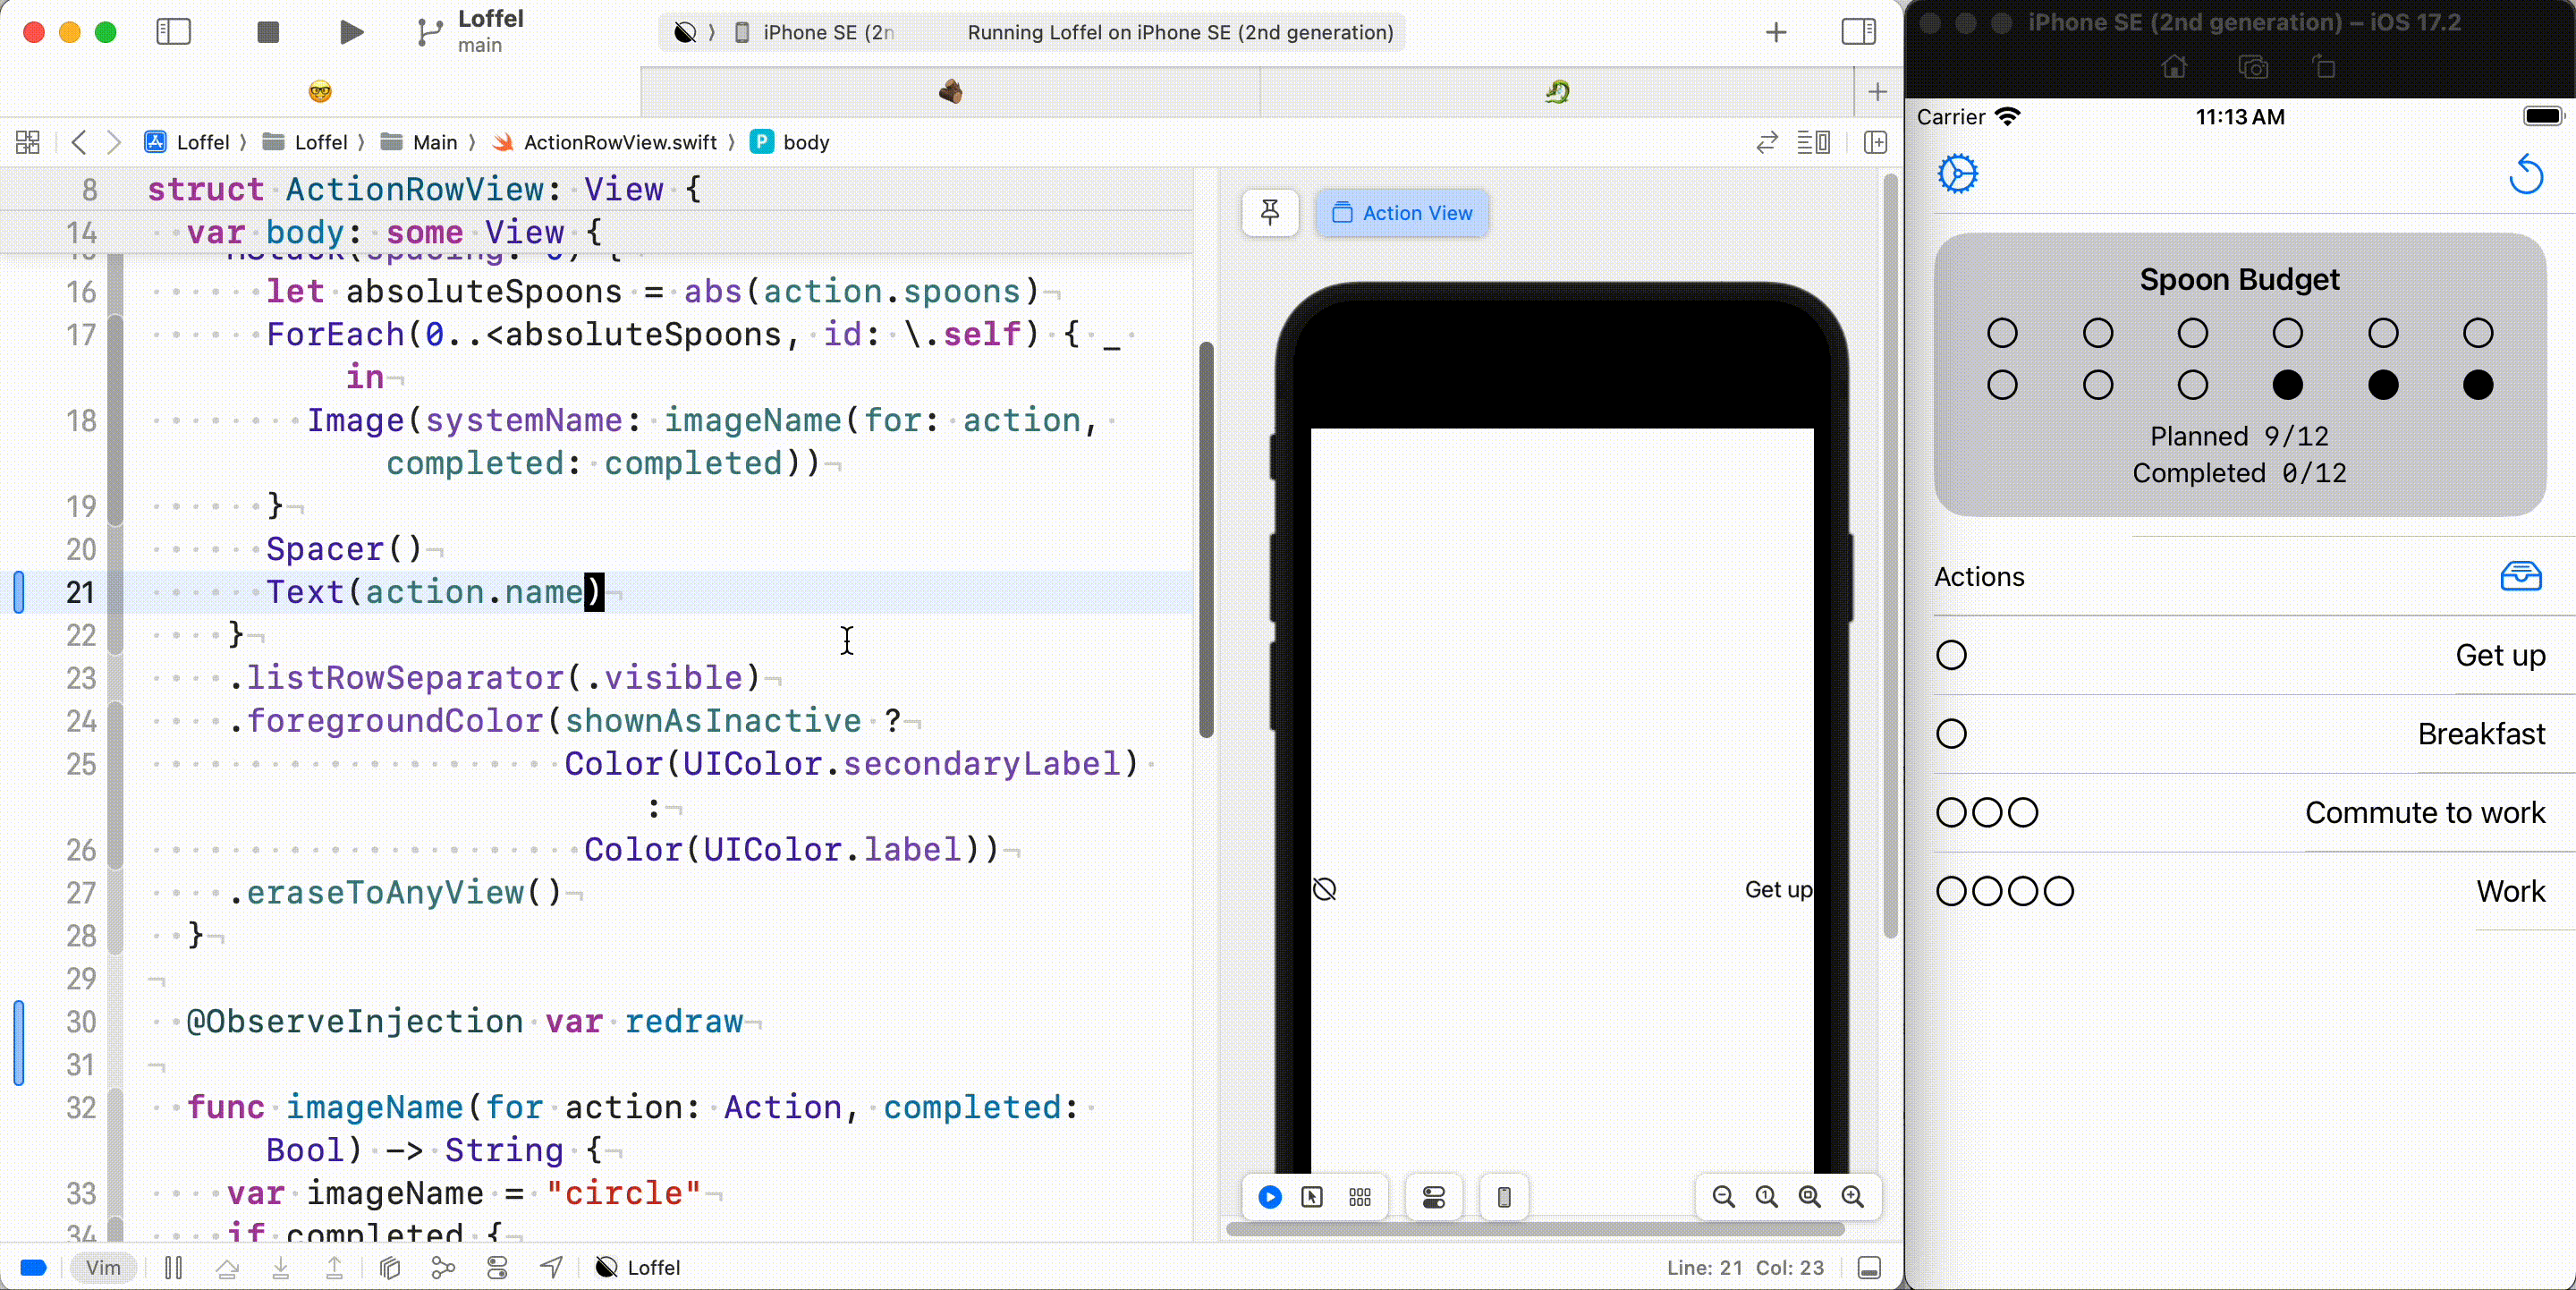 Loffel
main
iPhone SE (2n
Running Loffel on iPhone SE (2nd generation)
Loffel
Loffel
Main
ActionRowView.swift
P
body
8 struct ActionRowView: View {
14 var body: some View {
16 let absoluteSpoons = abs(action.spoons)
17 ForEach(0..<absoluteSpoons, id: \.self) { _
in
18 Image(systemName: imageName(for: action,
completed: completed))
19 }
20 Spacer()
21 Text(action.name)
22 }
23 .listRowSeparator(.visible)
24 .foregroundColor(shownAsInactive ?
25 Color(UIColor.secondaryLabel)
:
26 Color(UIColor.label))
27 .eraseToAnyView()
28 }
29
30 @ObserveInjection var redraw
31
32 func imageName(for action: Action, completed:
Bool) -> String {
33 var imageName = "circle"
34 if completed {
Action View
Get up
Vim
Loffel
Line: 21 Col: 23
iPhone SE (2nd generation) – iOS 17.2
Carrier
11:13 AM
Spoon Budget
Planned 9/12
Completed 0/12
Actions
Get up
Breakfast
Commute to work
Work